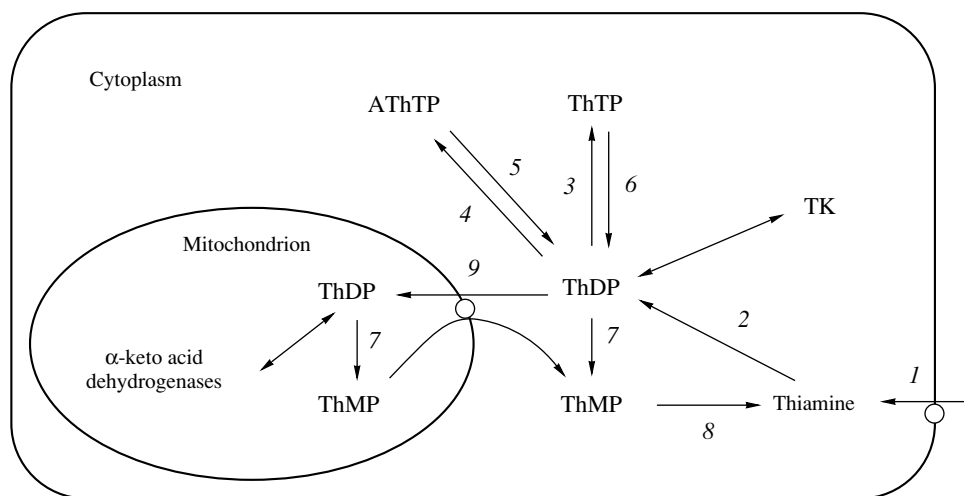 Cytoplasm
AThTP
ThTP
5
3
6
4
TK
Mitochondrion
9
ThDP
ThDP
2
7
7
α-keto acid
dehydrogenases
1
ThMP
ThMP
Thiamine
8